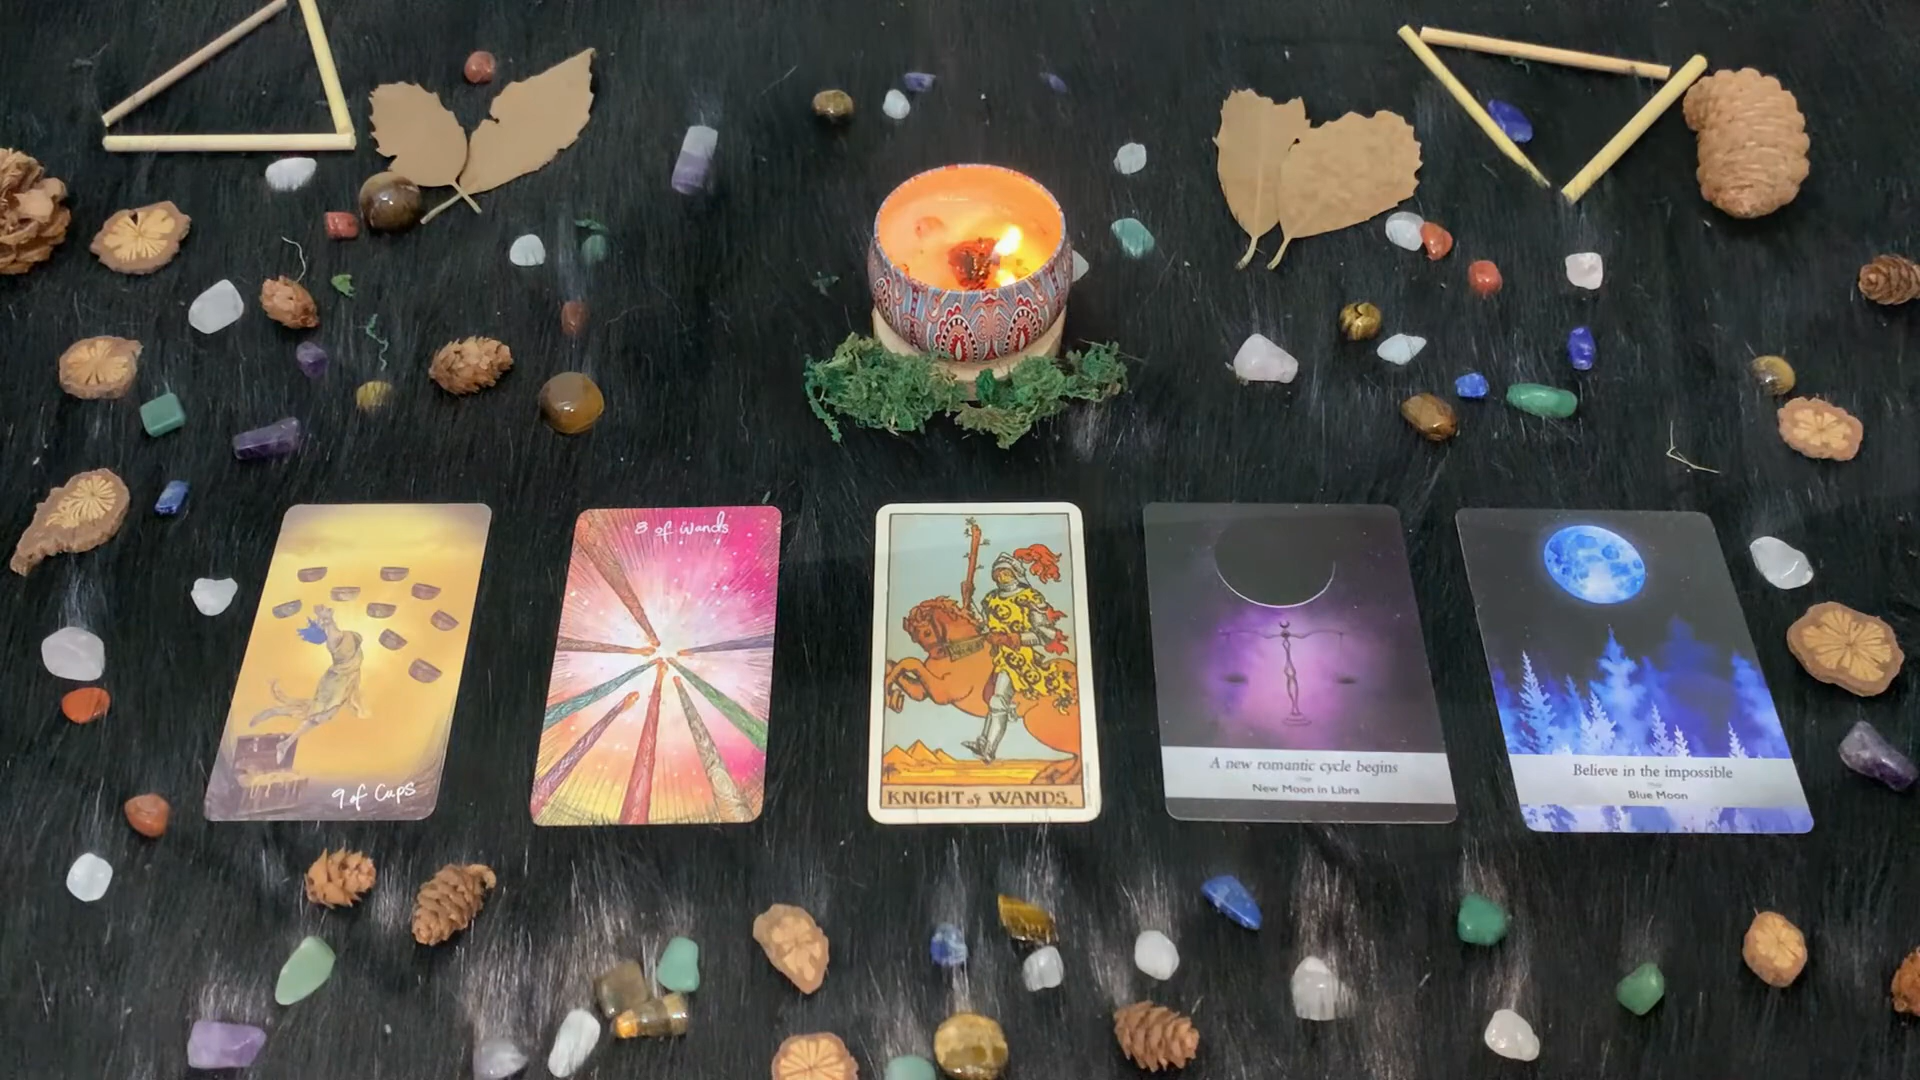 8 of wands
9 of Cups
KNIGHT of WANDS.
A new romantic cycle begins
New Moon in Libra
Believe in the impossible
Blue Moon